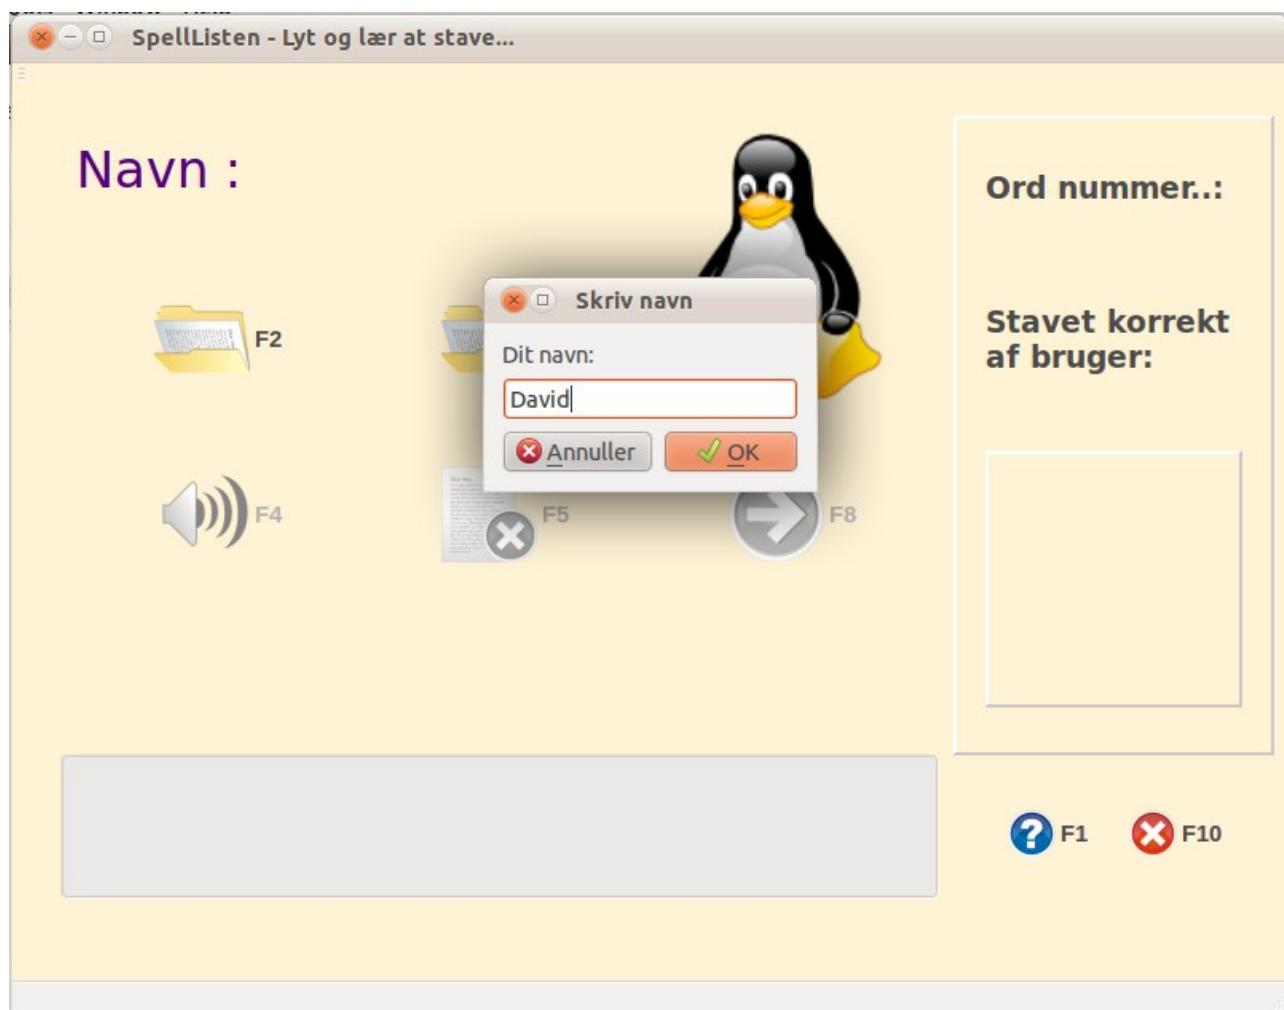 SpellListen - Lyt og lær at stave...
Navn :
Ord nummer..:
Skriv navn
Dit navn:
David
Annuller
OK
F2
Stavet korrekt
af bruger:
F4
F5
F8
F1
F10